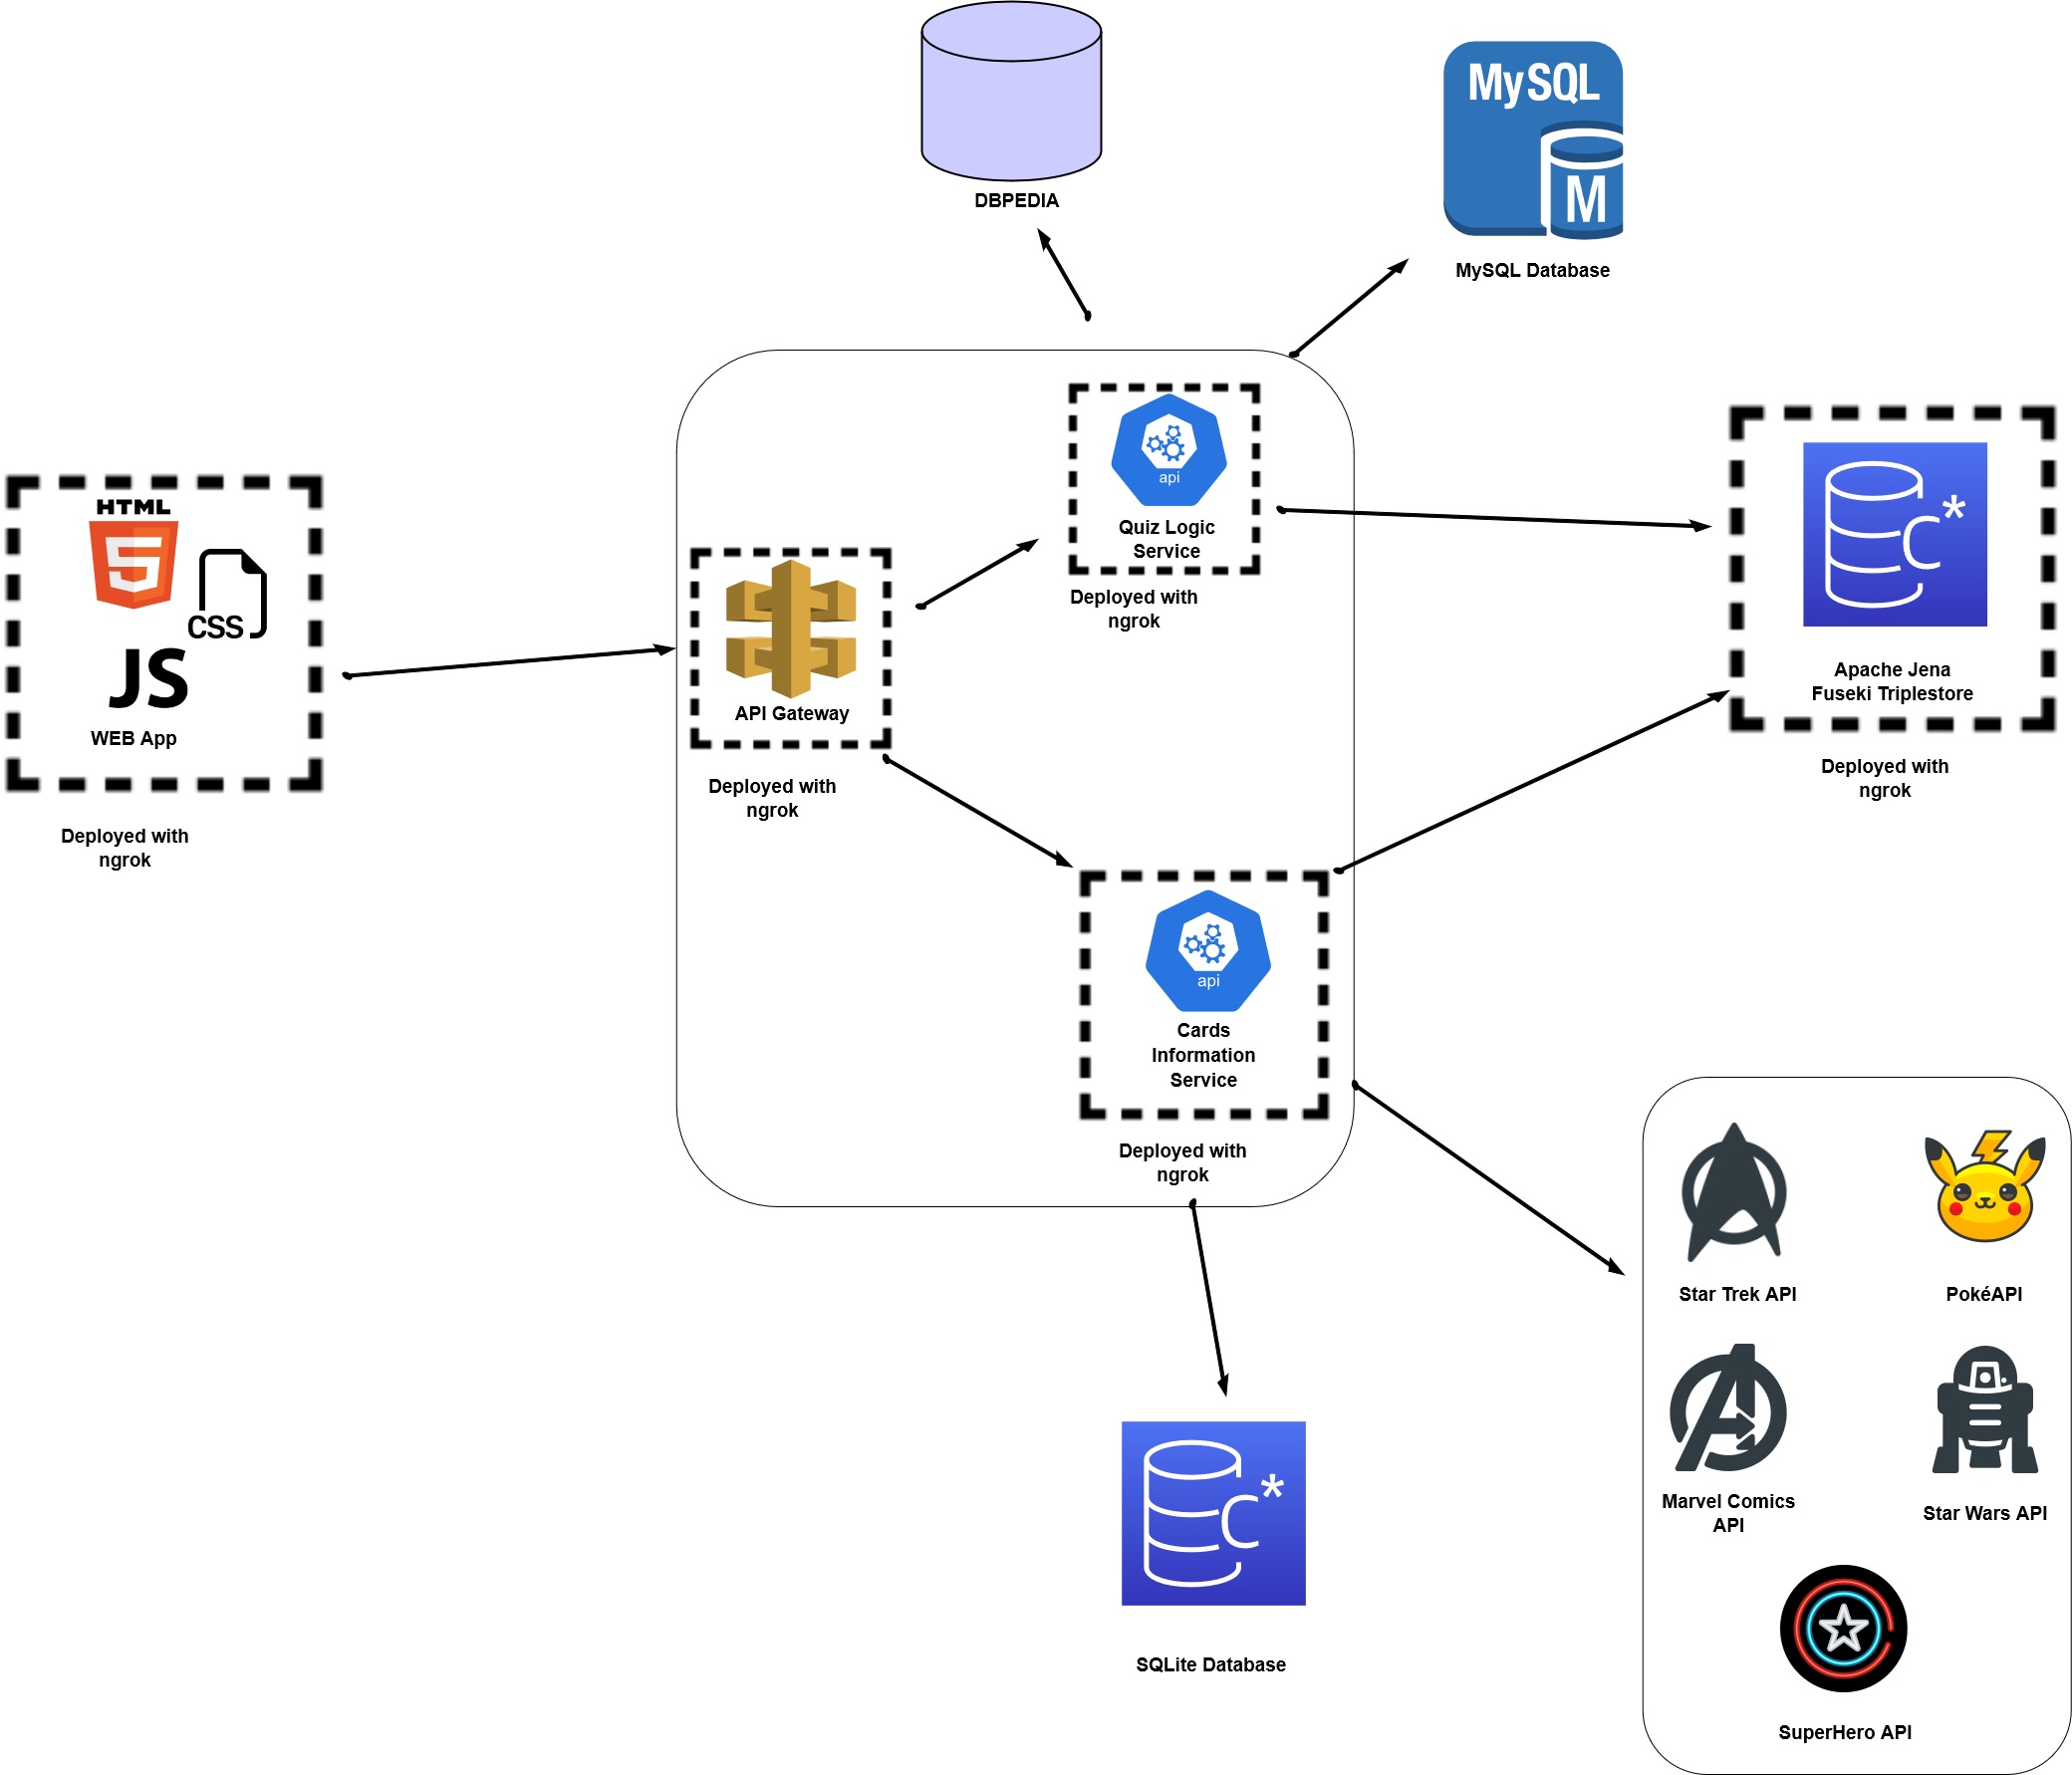 DBPEDIA
MySQL
M
MySQL Database
HTML
5
CSS
JS
WEB App
Deployed with
ngrok
API Gateway
Deployed with
ngrok
api
Quiz Logic
Service
Deployed with
ngrok
C*
Apache Jena
Fuseki Triplestore
Deployed with
ngrok
api
Cards
Information
Service
Deployed with
ngrok
C*
SQLite Database
Star Trek API
PokéAPI
Marvel Comics
API
Star Wars API
SuperHero API